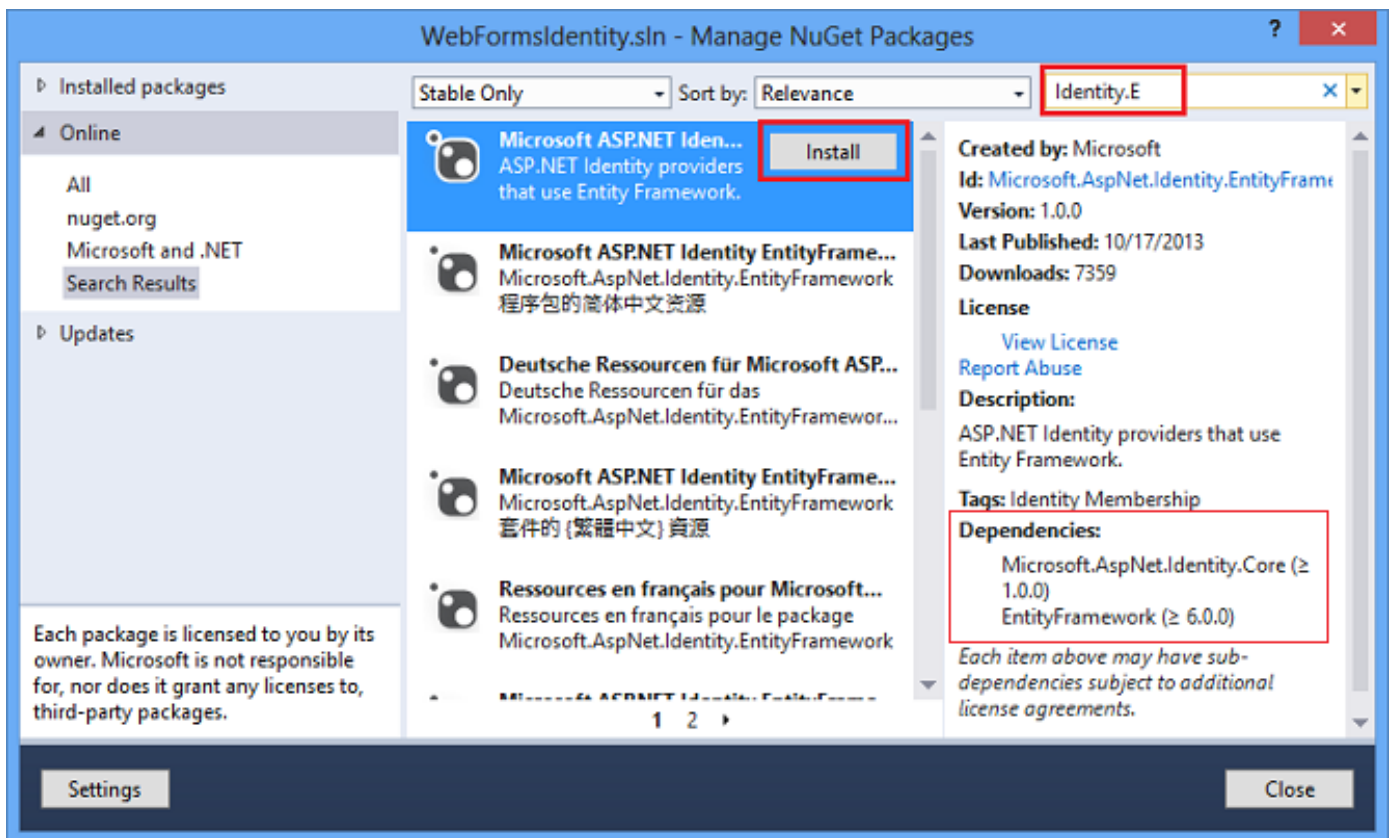 WebFormsIdentity.sln - Manage NuGet Packages
?
Installed packages
Online
All
nuget.org
Microsoft and .NET
Search Results
Updates
Each package is licensed to you by its
owner. Microsoft is not responsible
for, nor does it grant any licenses to,
third-party packages.
Stable Only
Sort by:
Relevance
Identity.E
Microsoft ASP.NET Iden...
ASP.NET Identity providers
that use Entity Framework.
Install
Microsoft ASP.NET Identity EntityFrame...
Microsoft.AspNet.Identity.EntityFramework
程序包的简体中文资源
Deutsche Ressourcen für Microsoft ASP...
Deutsche Ressourcen für das
Microsoft.AspNet.Identity.EntityFramewor...
Microsoft ASP.NET Identity EntityFrame...
Microsoft.AspNet.Identity.EntityFramework
套件的 {繁體中文} 資源
Ressources en français pour Microsoft...
Ressources en français pour le package
Microsoft.AspNet.Identity.EntityFramework
Microsoft ASP.NET Identity EntityFrame...
1 2
Created by: Microsoft
Id: Microsoft.AspNet.Identity.EntityFrame
Version: 1.0.0
Last Published: 10/17/2013
Downloads: 7359
License
View License
Report Abuse
Description:
ASP.NET Identity providers that use
Entity Framework.
Tags: Identity Membership
Dependencies:
Microsoft.AspNet.Identity.Core (≥
1.0.0)
EntityFramework (≥ 6.0.0)
Each item above may have sub-
dependencies subject to additional
license agreements.
Settings
Close